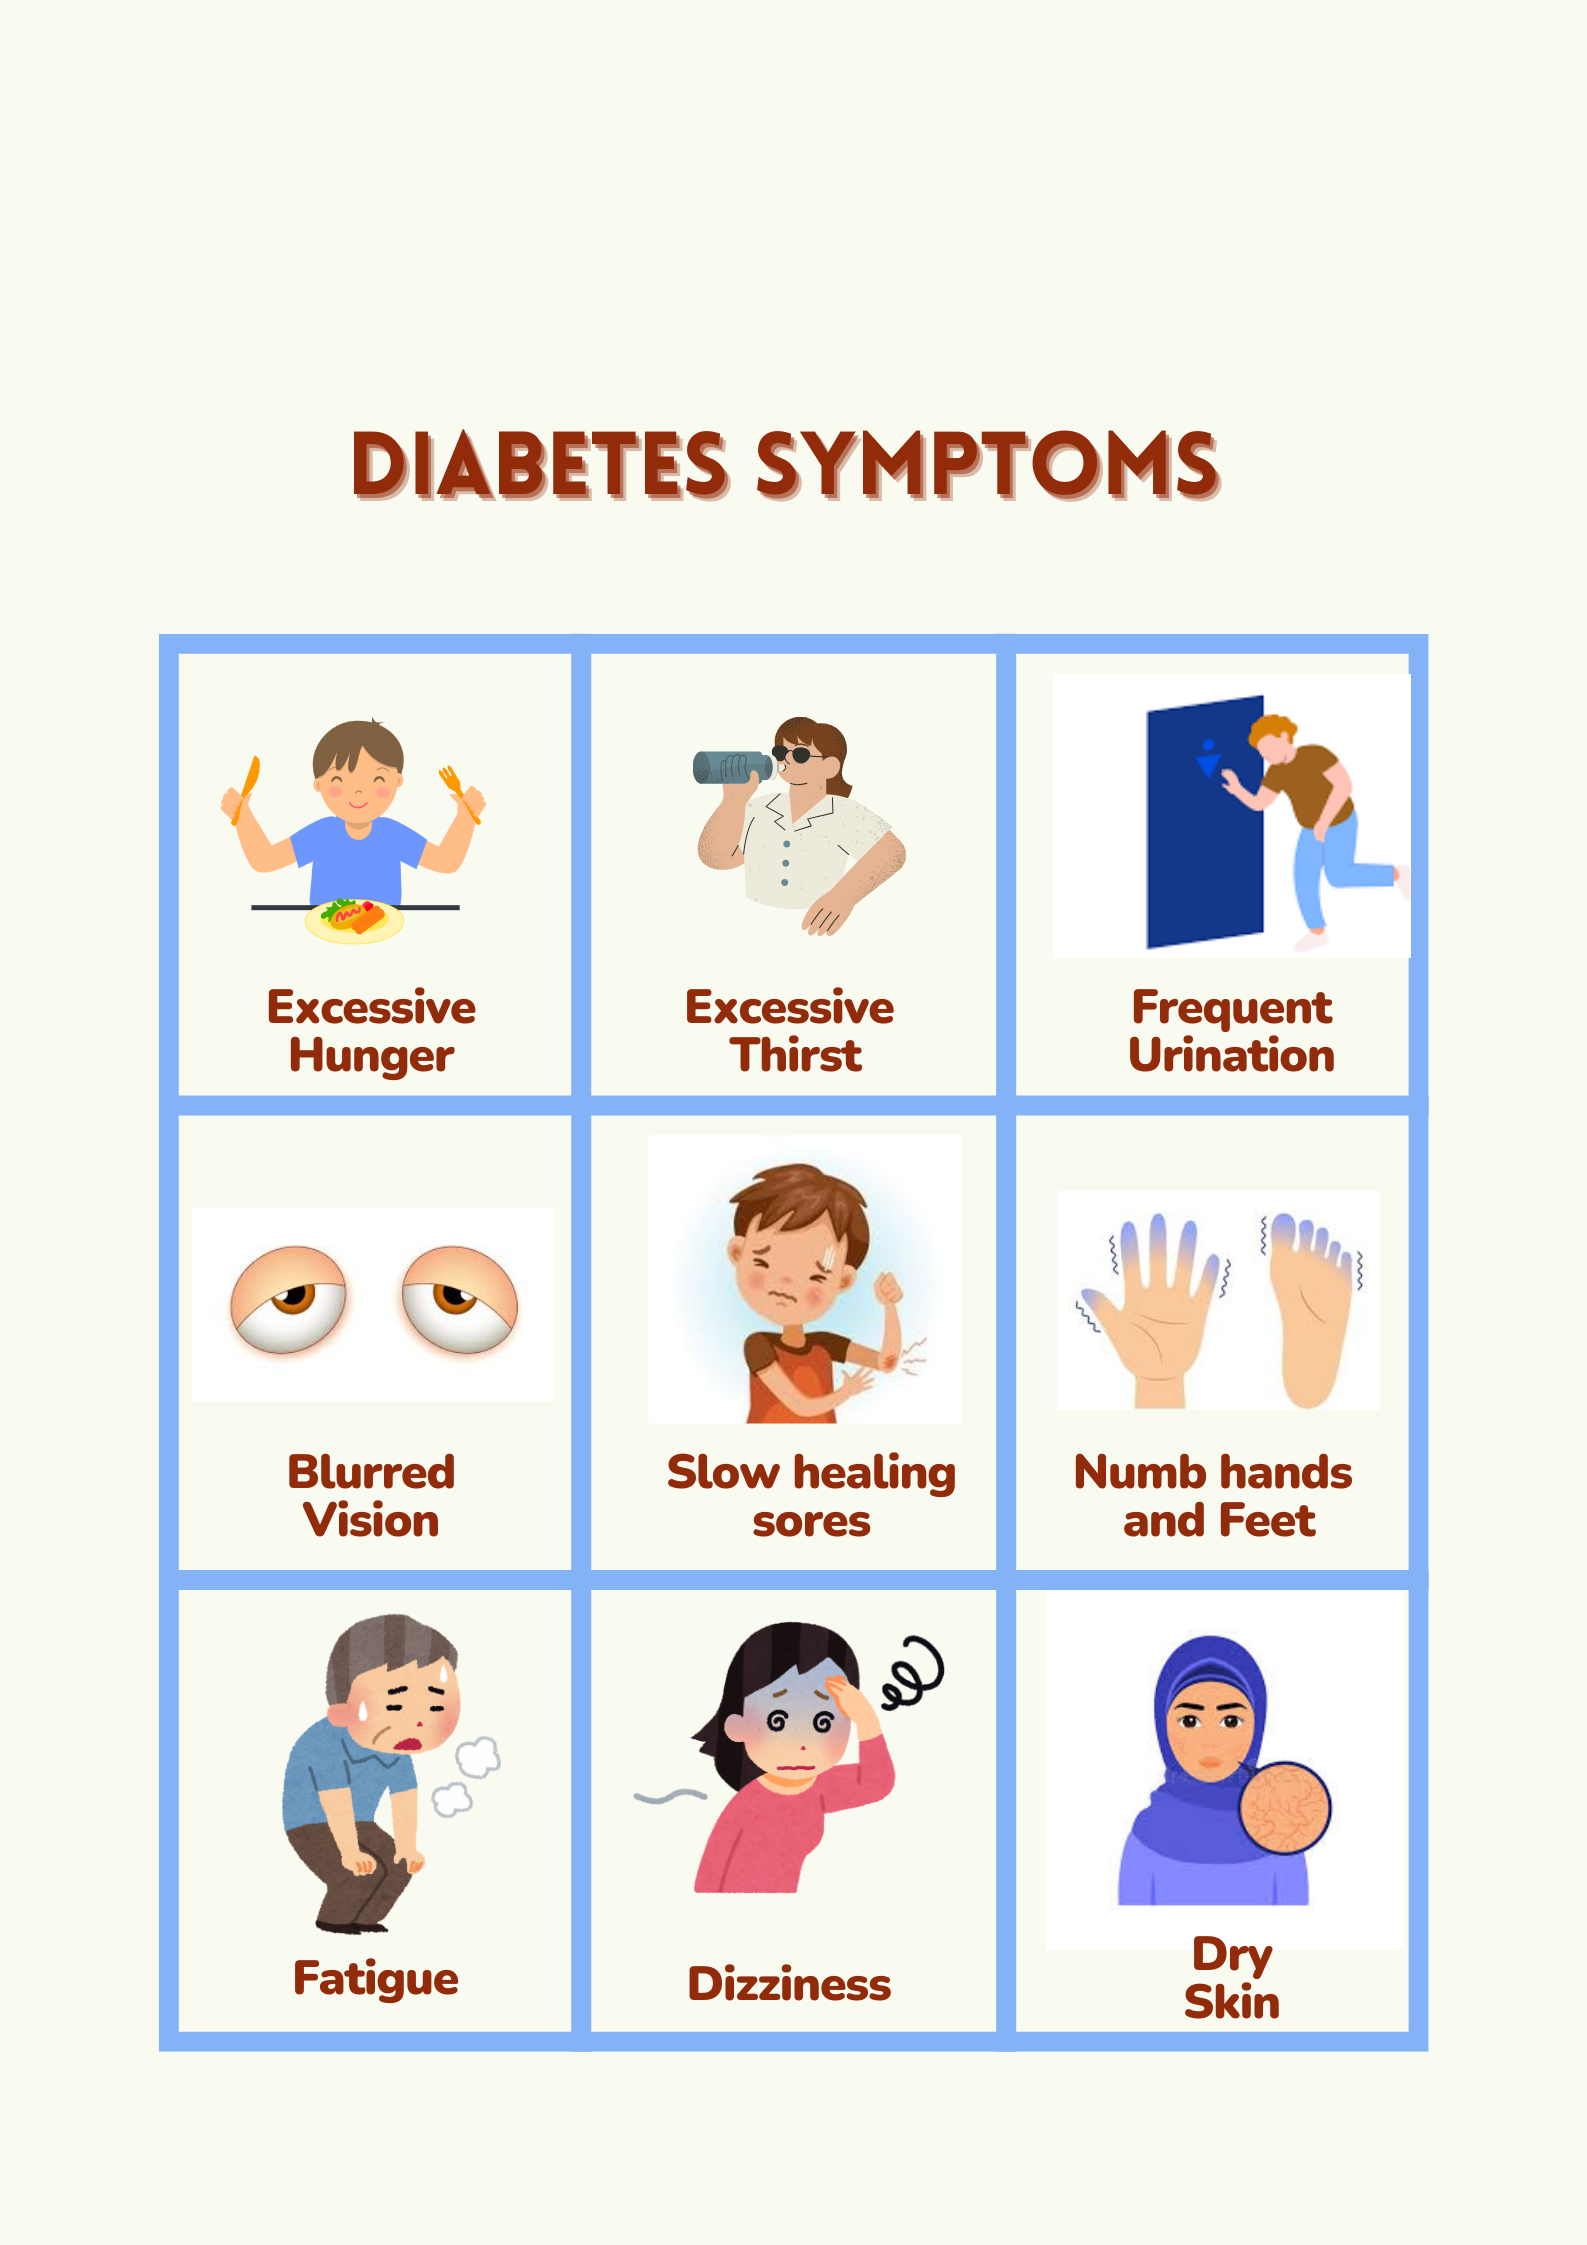 DIABETES SYMPTOMS
Excessive
Hunger
Excessive
Thirst
Frequent
Urination
Blurred
Vision
Slow healing
sores
Numb hands
and Feet
Fatigue
Dizziness
Dry
Skin